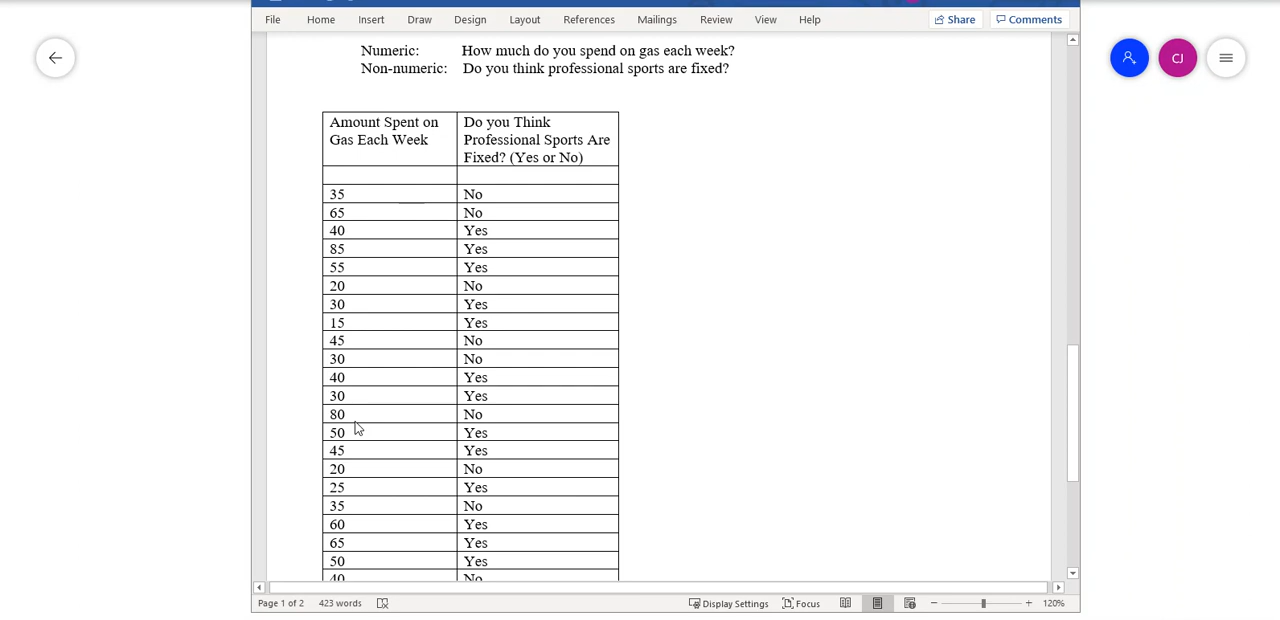 File Home Insert Draw Design Layout References Mailings Review View Help Share Comments
Numeric: How much do you spend on gas each week?
Non-numeric: Do you think professional sports are fixed?
CJ
Amount Spent on Gas Each Week
Do you Think Professional Sports Are Fixed? (Yes or No)
35 No
65 No
40 Yes
85 Yes
55 Yes
20 No
30 Yes
15 Yes
45 No
30 No
40 Yes
30 Yes
80 No
50 Yes
45 Yes
20 No
25 Yes
35 No
60 Yes
65 Yes
50 Yes
40 No
Page 1 of 2 423 words Display Settings Focus 120%